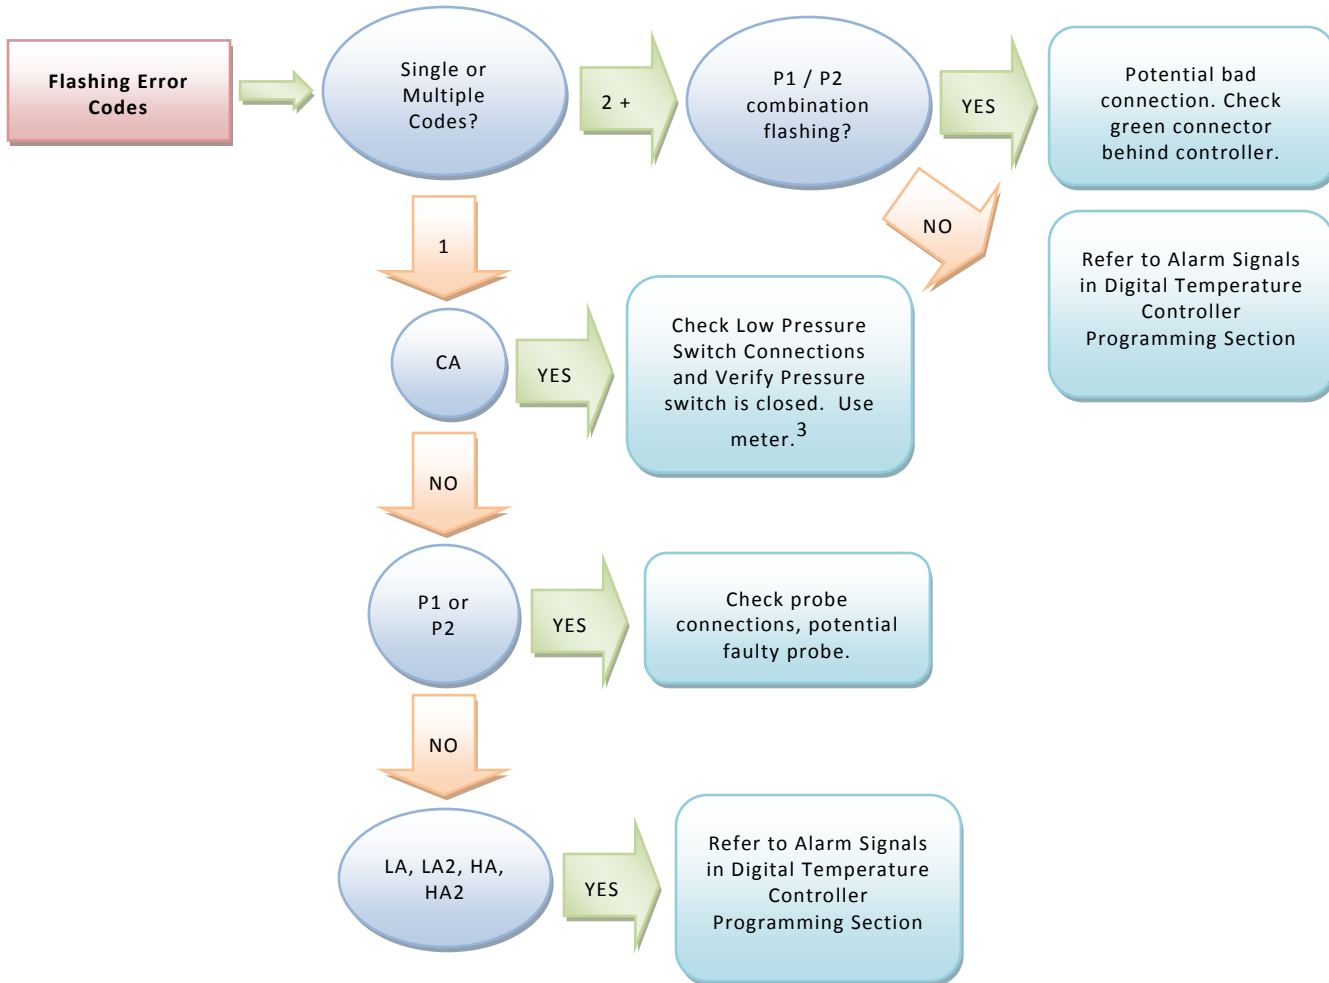 Flashing Error
Codes
Single or
Multiple
Codes?
2 +
P1 / P2
combination
flashing?
YES
Potential bad
connection. Check
green connector
behind controller.
NO
Refer to Alarm Signals
in Digital Temperature
Controller
Programming Section
1
CA
YES
Check Low Pressure
Switch Connections
and Verify Pressure
switch is closed.  Use
meter.3
NO
P1 or
P2
YES
Check probe
connections, potential
faulty probe.
NO
LA, LA2, HA,
HA2
YES
Refer to Alarm Signals
in Digital Temperature
Controller
Programming Section